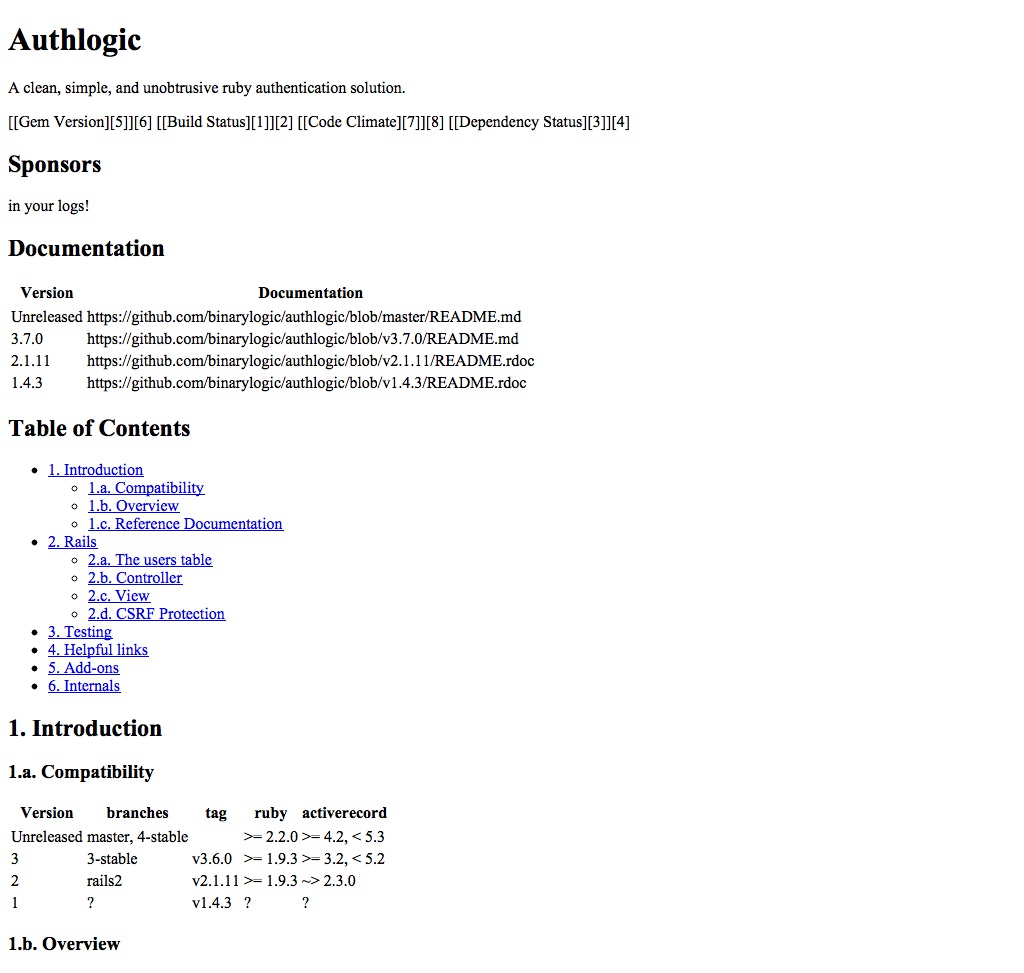 Authlogic
A clean, simple, and unobtrusive ruby authentication solution.
[[Gem Version][5]][6] [[Build Status][1]][2] [[Code Climate][7]][8] [[Dependency Status][3]][4]
Sponsors
in your logs!
Documentation
Version Documentation
Unreleased https://github.com/binarylogic/authlogic/blob/master/README.md
3.7.0 https://github.com/binarylogic/authlogic/blob/v3.7.0/README.md
2.1.11 https://github.com/binarylogic/authlogic/blob/v2.1.11/README.rdoc
1.4.3 https://github.com/binarylogic/authlogic/blob/v1.4.3/README.rdoc
Table of Contents
1. Introduction
1.a. Compatibility
1.b. Overview
1.c. Reference Documentation
2. Rails
2.a. The users table
2.b. Controller
2.c. View
2.d. CSRF Protection
3. Testing
4. Helpful links
5. Add-ons
6. Internals
1. Introduction
1.a. Compatibility
Version branches tag ruby activerecord
Unreleased master, 4-stable >= 2.2.0 >= 4.2, < 5.3
3 3-stable v3.6.0 >= 1.9.3 >= 3.2, < 5.2
2 rails2 v2.1.11 >= 1.9.3 ~> 2.3.0
1 ? v1.4.3 ? ?
1.b. Overview